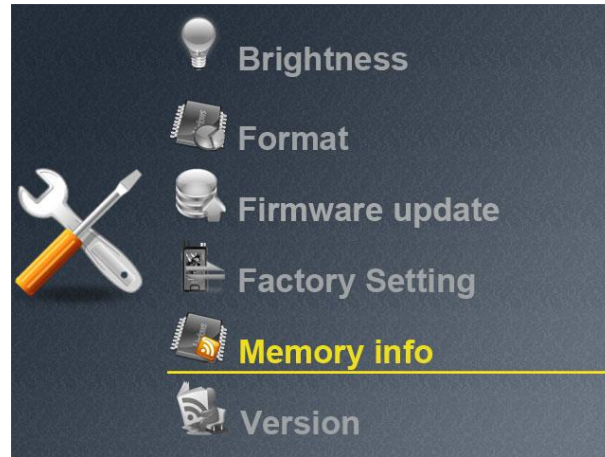 Brightness
Format
Firmware update
Factory Setting
Memory info
Version